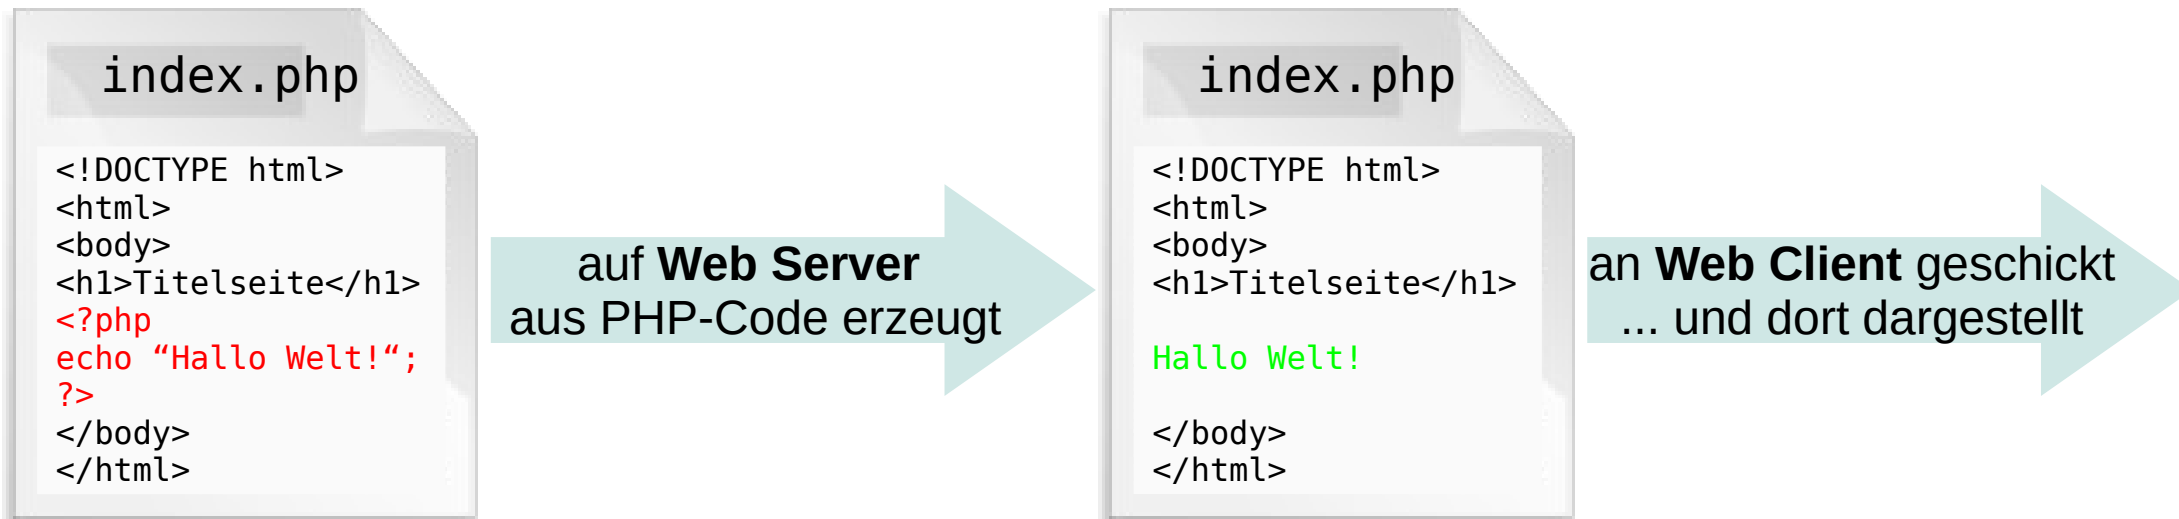 index.php
<!DOCTYPE html>
<html>
<body>
<h1>Titelseite</h1>
<?php
echo “Hallo Welt!“;
?>
</body>
</html>
auf Web Server
aus PHP-Code erzeugt
index.php
<!DOCTYPE html>
<html>
<body>
<h1>Titelseite</h1>
Hallo Welt!
</body>
</html>
an Web Client geschickt
... und dort dargestellt